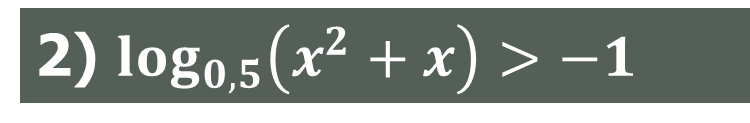 2) log₀,₅(x² + x) > −1